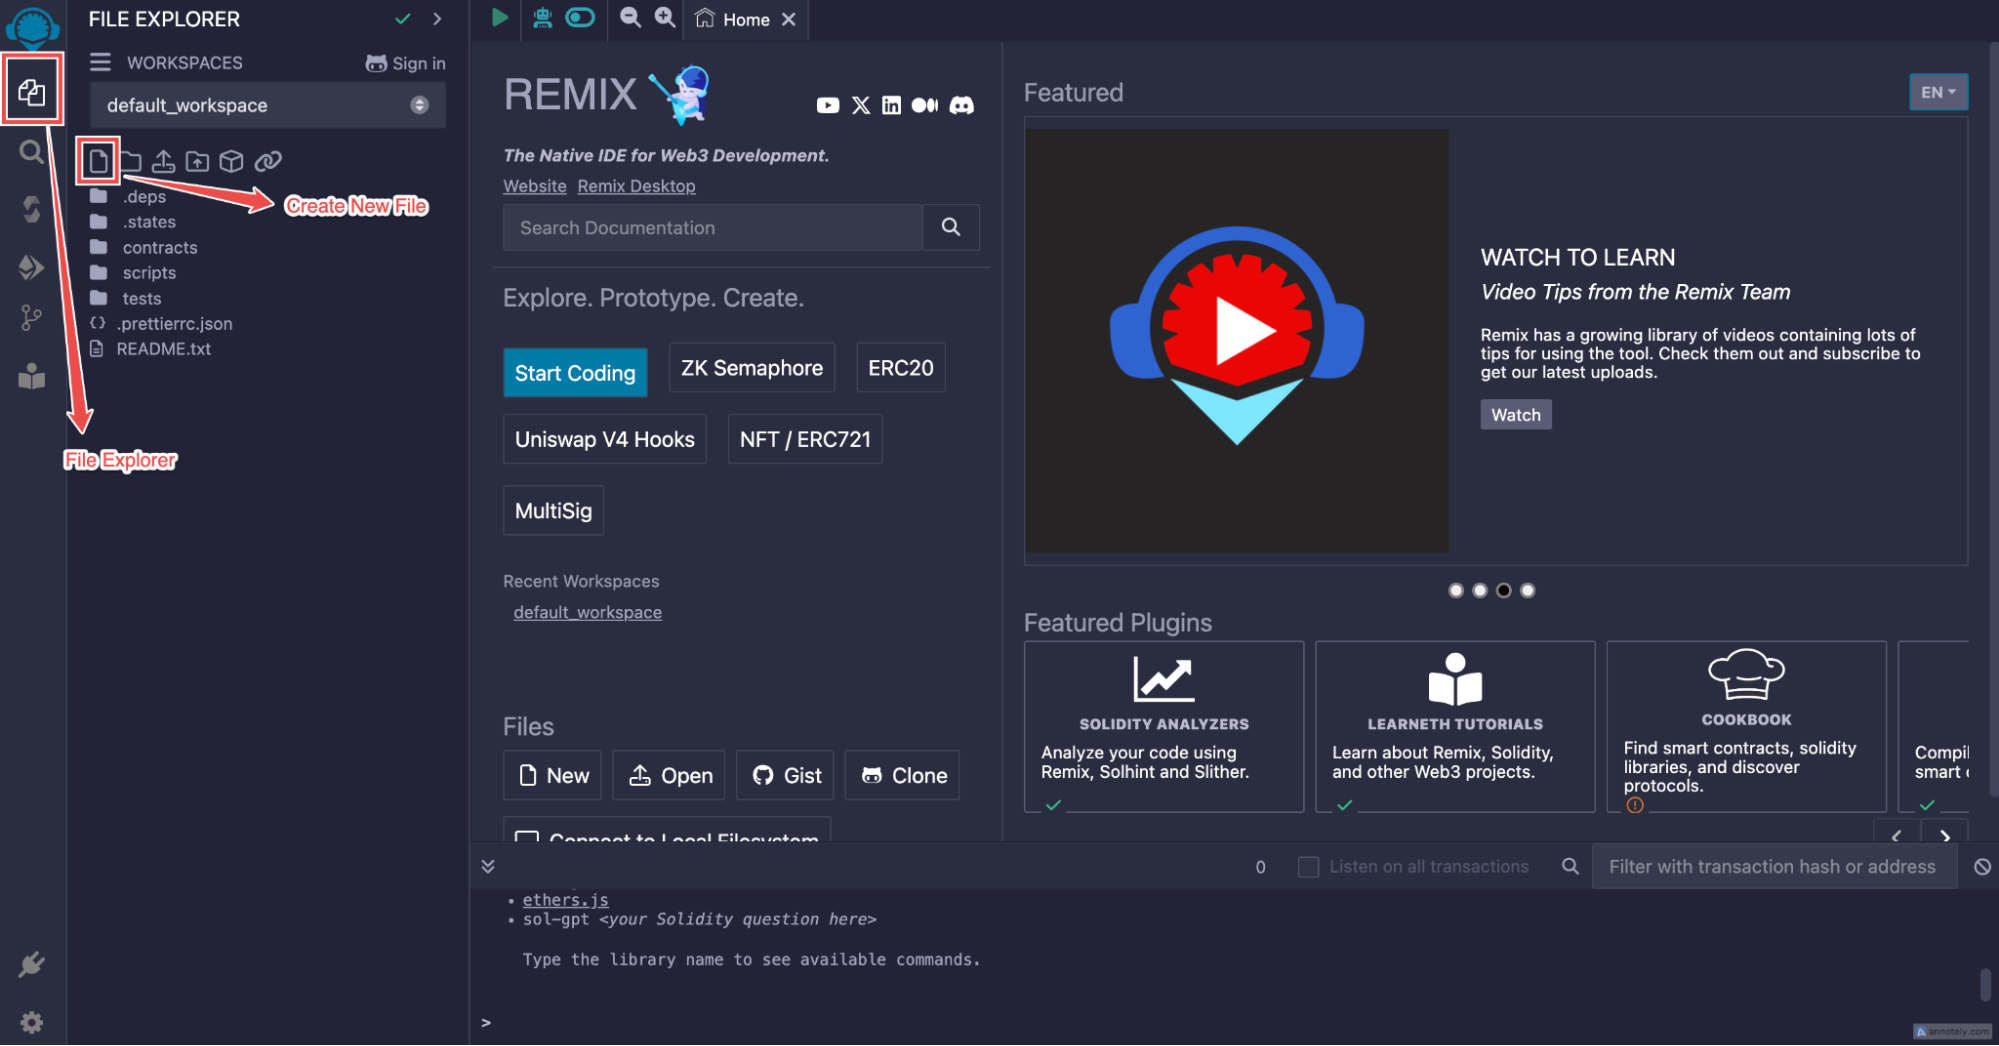 FILE EXPLORER
WORKSPACES
Sign in
default_workspace
Create New File
.deps
.states
contracts
scripts
tests
.prettierrc.json
README.txt
File Explorer
Home
REMIX
The Native IDE for Web3 Development.
Website Remix Desktop
Search Documentation
Explore. Prototype. Create.
Start Coding
ZK Semaphore
ERC20
Uniswap V4 Hooks
NFT / ERC721
MultiSig
Recent Workspaces
default_workspace
Files
New
Open
Gist
Clone
Connect to Local Filesystem
Featured
EN
WATCH TO LEARN
Video Tips from the Remix Team
Remix has a growing library of videos containing lots of
tips for using the tool. Check them out and subscribe to
get our latest uploads.
Watch
Featured Plugins
SOLIDITY ANALYZERS
Analyze your code using
Remix, Solhint and Slither.
LEARNETH TUTORIALS
Learn about Remix, Solidity,
and other Web3 projects.
COOKBOOK
Find smart contracts, solidity
libraries, and discover
protocols.
Compil
smart
0
Listen on all transactions
Filter with transaction hash or address
• ethers.js
• sol-gpt <your Solidity question here>
Type the library name to see available commands.
>
annotely.com